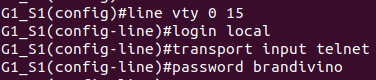 G1_S1(config)#line vty 0 15
G1_S1(config-line)#login local
G1_S1(config-line)#transport input telnet
G1_S1(config-line)#password brandivino